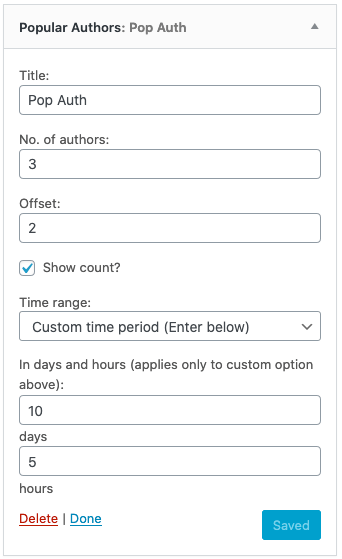 Popular Authors: Pop Auth
Title:
Pop Auth
No. of authors:
3
Offset:
2
Show count?
Time range:
Custom time period (Enter below)
In days and hours (applies only to custom option
above):
10
days
5
hours
Delete | Done
Saved